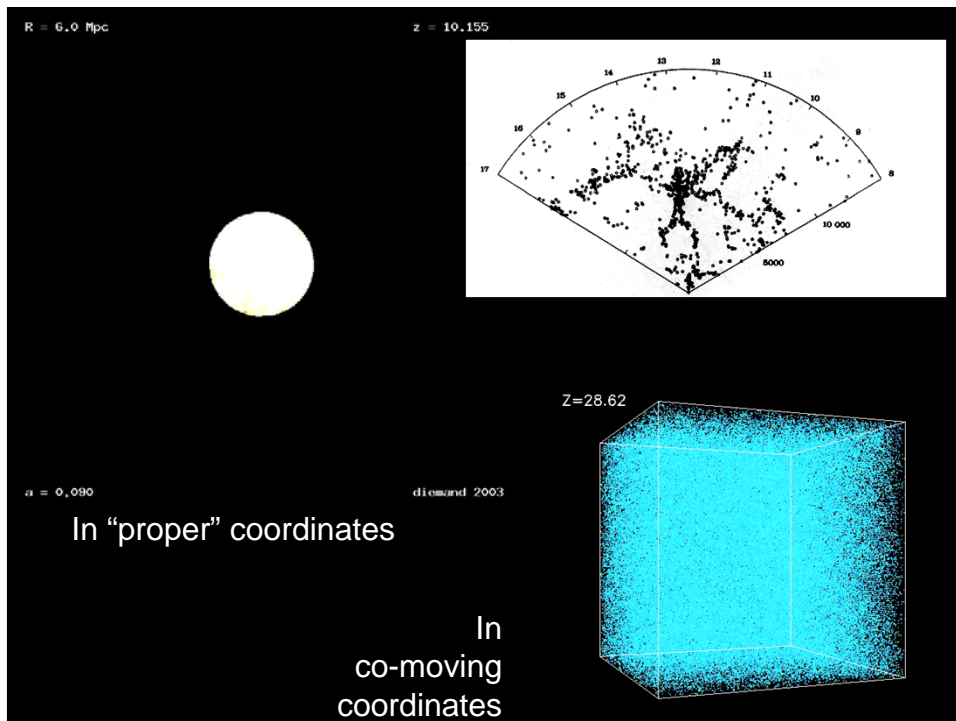 R = 6.0 Mpc
z = 10.155
17 16 15 14 13 12 11 10 9 8
10 000
5000
Z=28.62
a = 0.090
diemand 2003
In “proper” coordinates
In
co-moving
coordinates